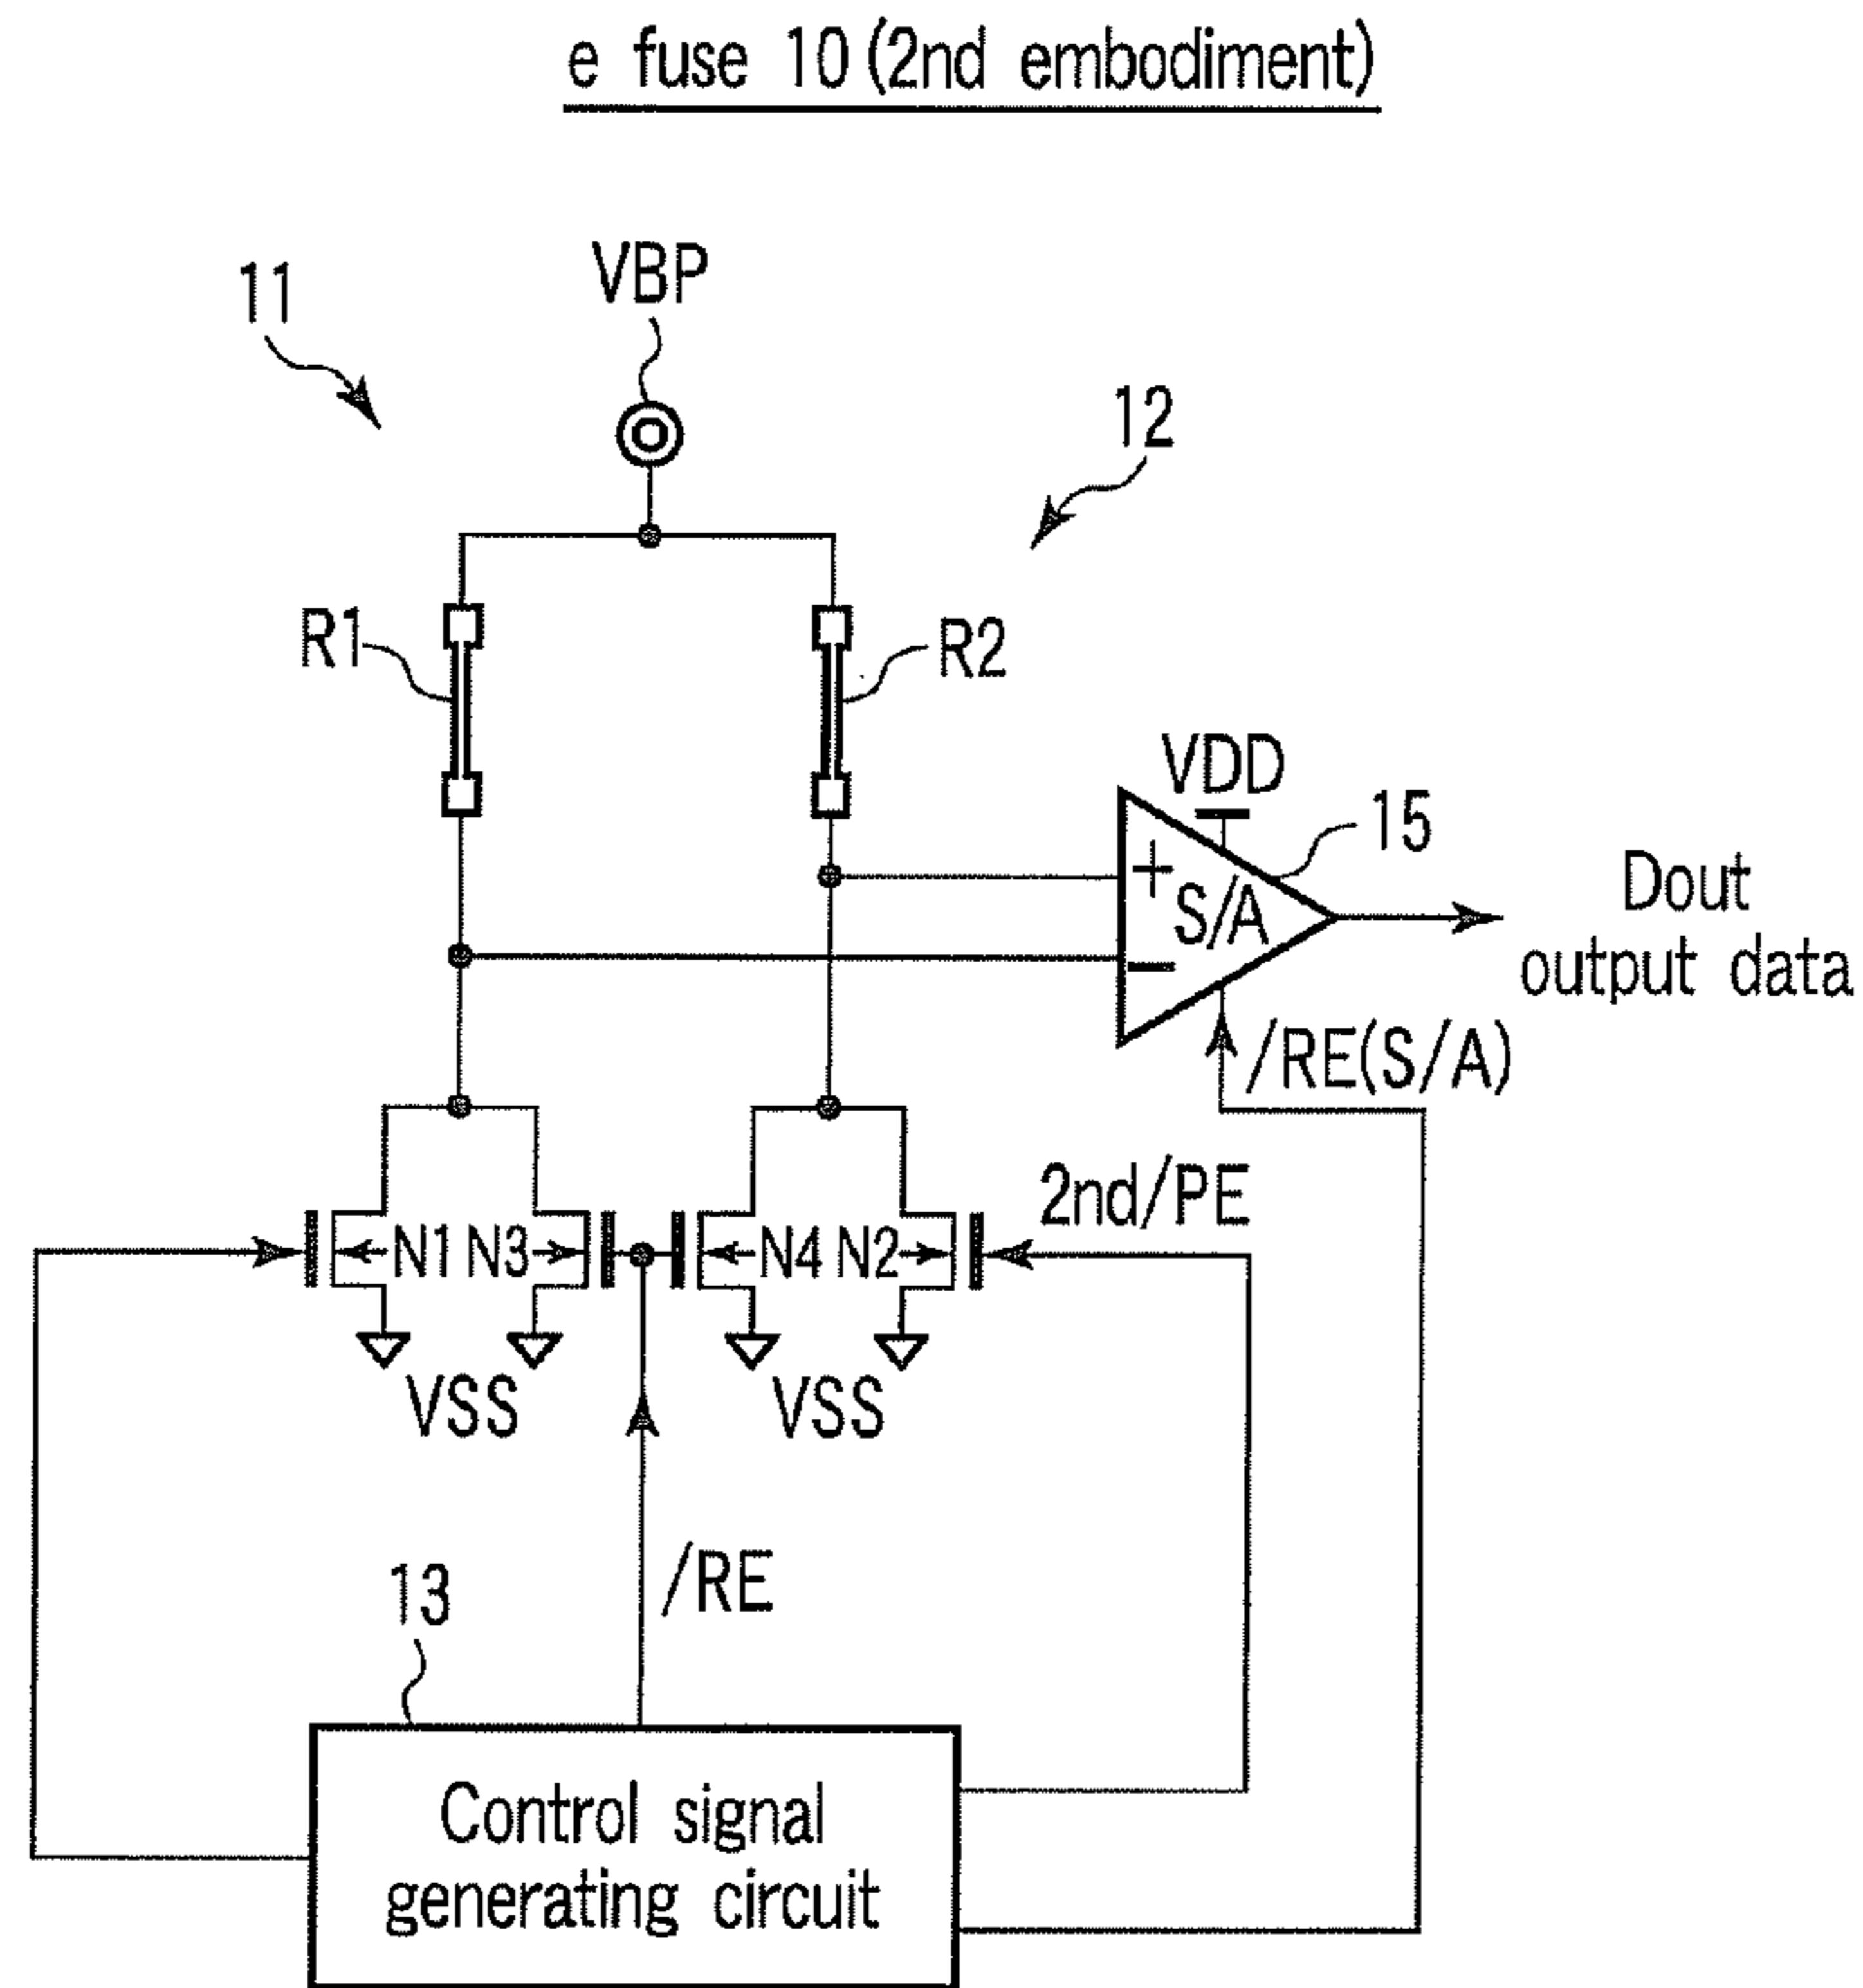 e fuse 10 (2nd embodiment)
11
VBP
12
R1
R2
VDD
15
+
S/A
−
Dout
output data
/RE(S/A)
2nd/PE
N1 N3
N4 N2
VSS
VSS
/RE
13
Control signal
generating circuit